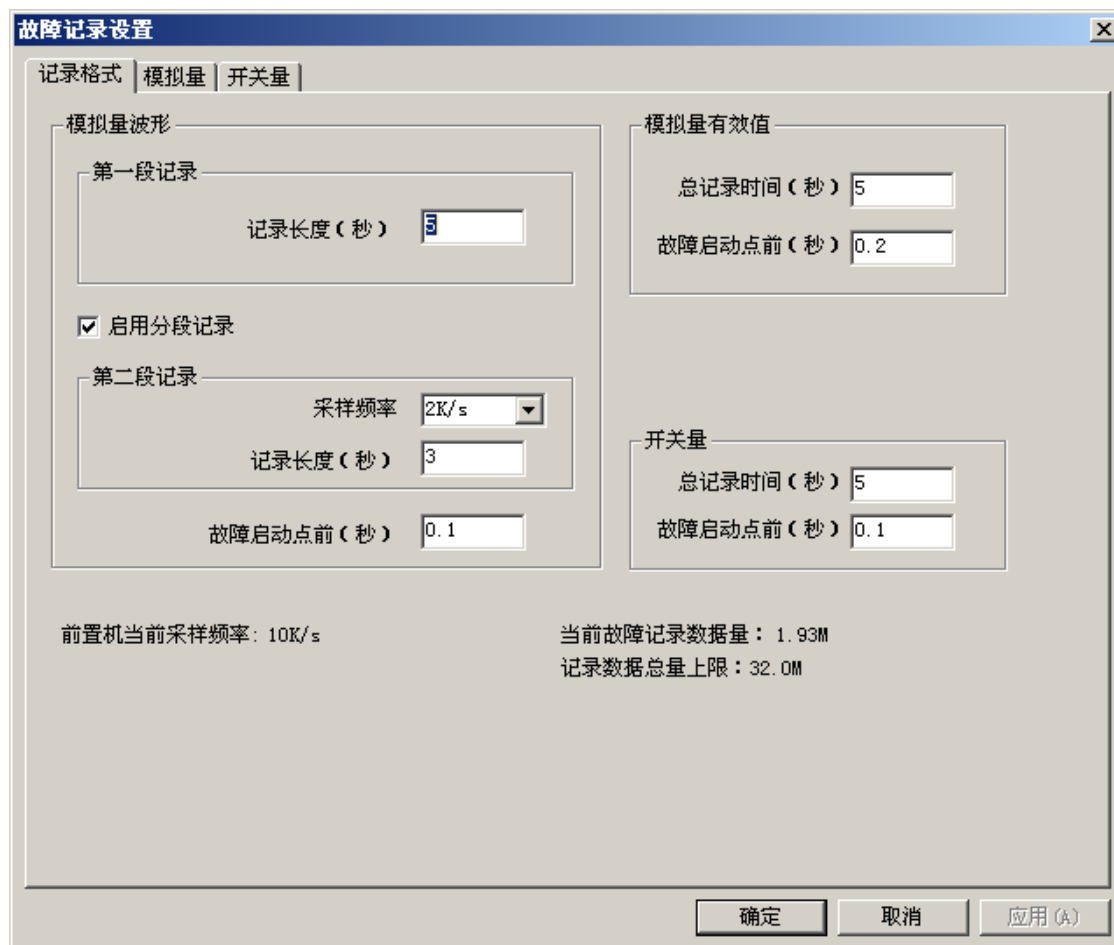 故障记录设置
记录格式 模拟量 开关量
模拟量波形
第一段记录
记录长度(秒) 5
启用分段记录
第二段记录
采样频率 2K/s
记录长度(秒) 3
故障启动点前(秒) 0.1
模拟量有效值
总记录时间(秒) 5
故障启动点前(秒) 0.2
开关量
总记录时间(秒) 5
故障启动点前(秒) 0.1
前置机当前采样频率: 10K/s
当前故障记录数据量：1.93M
记录数据总量上限：32.0M
确定 取消 应用(A)